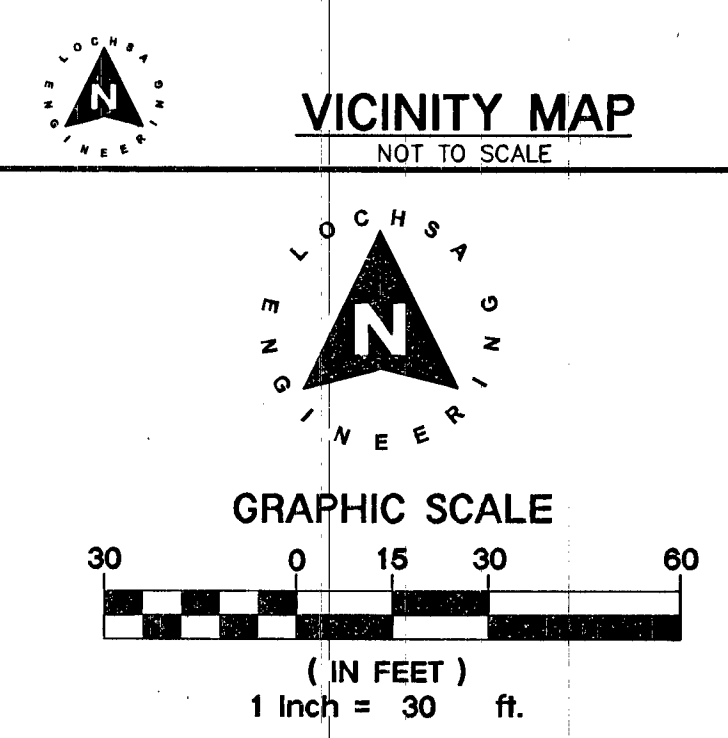 LOCHSA ENGINEERING
N
VICINITY MAP
NOT TO SCALE
LOCHSA ENGINEERING
N
GRAPHIC SCALE
30 0 15 30 60
( IN FEET )
1 Inch = 30 ft.